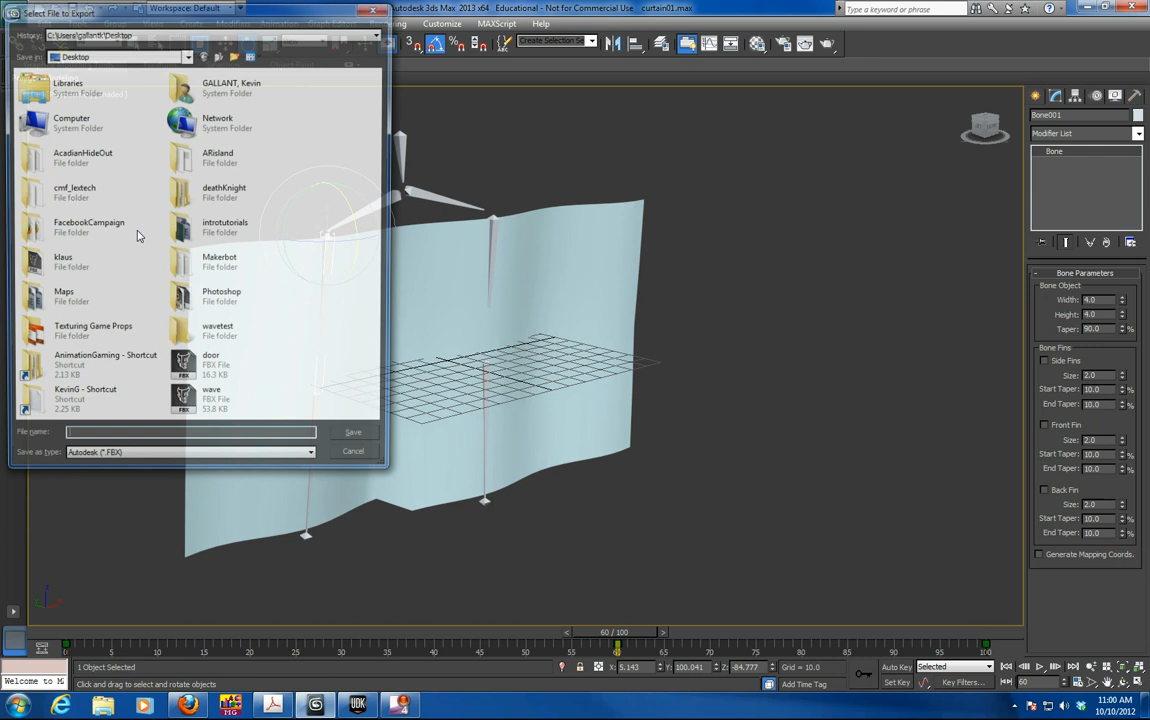 Select File to Export
Workspace: Default
Autodesk 3ds Max 2013 x64
Educational - Not for Commercial Use
curtain01.max
Type a keyword or phrase
Customize
MAXScript
Help
History:
C:\Users\gallantk\Desktop
Save in:
Desktop
Libraries
System Folder
GALLANT, Kevin
System Folder
Computer
System Folder
Network
System Folder
AcadianHideOut
File folder
ARisland
File folder
cmf_lextech
File folder
deathKnight
File folder
FacebookCampaign
File folder
introtutorials
File folder
klaus
File folder
Makerbot
File folder
Maps
File folder
Photoshop
File folder
Texturing Game Props
File folder
wavetest
File folder
AnimationGaming - Shortcut
Shortcut
2.13 KB
door
FBX File
16.3 KB
KevinG - Shortcut
Shortcut
2.25 KB
wave
FBX File
53.8 KB
File name:
Save
Save as type:
Autodesk (*.FBX)
Cancel
Create Selection Se
Bone001
Modifier List
Bone
- Bone Parameters
Bone Object
Width: 4.0
Height: 4.0
Taper: 90.0 %
Bone Fins
Side Fins
Size: 2.0
Start Taper: 10.0 %
End Taper: 10.0 %
Front Fin
Size: 2.0
Start Taper: 10.0 %
End Taper: 10.0 %
Back Fin
Size: 2.0
Start Taper: 10.0 %
End Taper: 10.0 %
Generate Mapping Coords.
< 60 / 100 >
0 5 10 15 20 25 30 35 40 45 50 55 60 65 70 75 80 85 90 95 100
1 Object Selected
X: 5.143
Y: 100.041
Z: -84.777
Grid = 10.0
Auto Key
Selected
Welcome to M
Click and drag to select and rotate objects
Add Time Tag
Set Key
Key Filters...
60
MG
UDK
11:00 AM
10/10/2012